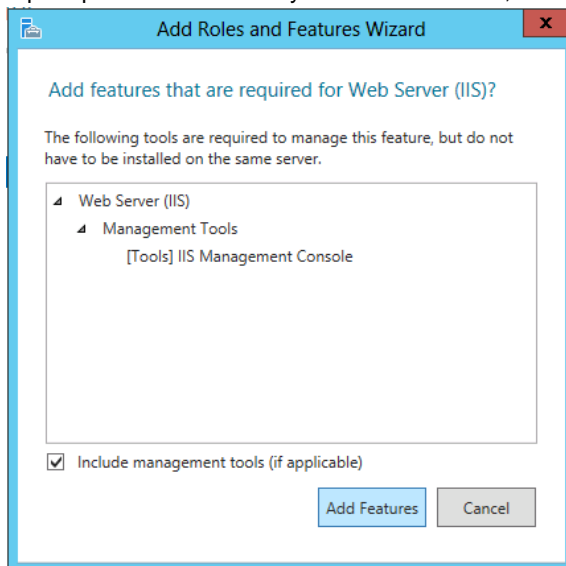 Add Roles and Features Wizard
x
Add features that are required for Web Server (IIS)?
The following tools are required to manage this feature, but do not
have to be installed on the same server.
Web Server (IIS)
Management Tools
[Tools] IIS Management Console
Include management tools (if applicable)
Add Features
Cancel